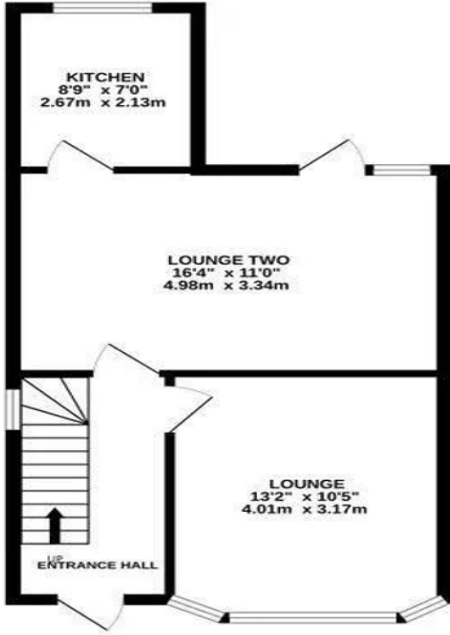 KITCHEN
8'9" x 7'0"
2.67m x 2.13m
LOUNGE TWO
16'4" x 11'0"
4.98m x 3.34m
LOUNGE
13'2" x 10'5"
4.01m x 3.17m
UP
ENTRANCE HALL